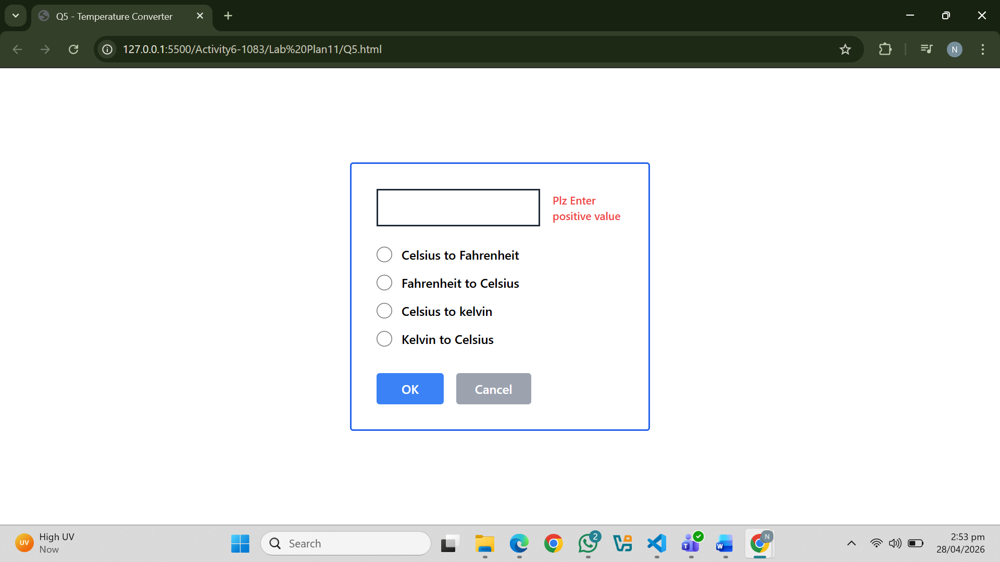 Q5 - Temperature Converter
127.0.0.1:5500/Activity6-1083/Lab%20Plan11/Q5.html
N
Plz Enter
positive value
Celsius to Fahrenheit
Fahrenheit to Celsius
Celsius to kelvin
Kelvin to Celsius
OK
Cancel
UV
High UV
Now
Search
2
T
W
N
2:53 pm
28/04/2026